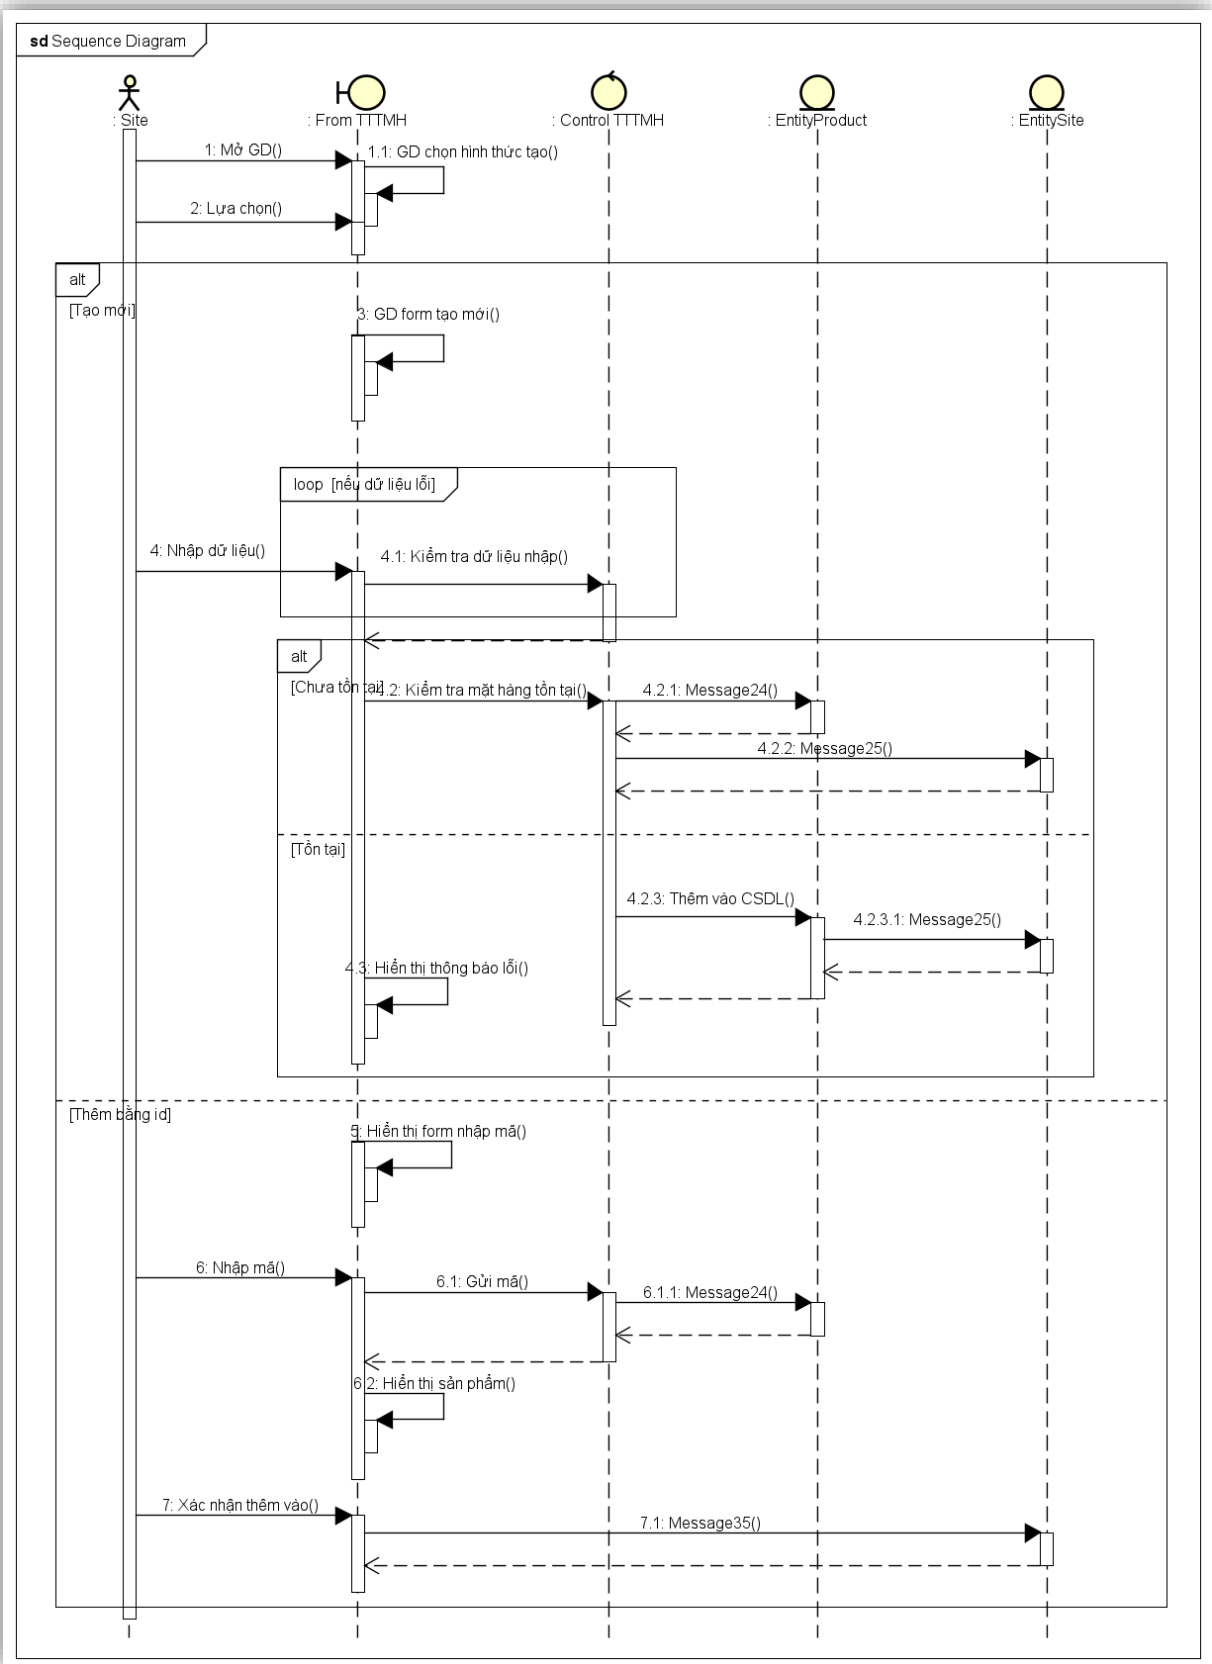 sd Sequence Diagram
: Site
: From TTTMH
: Control TTTMH
: EntityProduct
: EntitySite
1: Mở GD()
1.1: GD chọn hình thức tạo()
2: Lựa chọn()
alt
[Tạo mới]
3: GD form tạo mới()
loop [nếu dữ liệu lỗi]
4: Nhập dữ liệu()
4.1: Kiểm tra dữ liệu nhập()
alt
[Chưa tồn tại]
4.2: Kiểm tra mặt hàng tồn tại()
4.2.1: Message24()
4.2.2: Message25()
[Tồn tại]
4.2.3: Thêm vào CSDL()
4.2.3.1: Message25()
4.3: Hiển thị thông báo lỗi()
[Thêm bằng id]
5: Hiển thị form nhập mã()
6: Nhập mã()
6.1: Gửi mã()
6.1.1: Message24()
6.2: Hiển thị sản phẩm()
7: Xác nhận thêm vào()
7.1: Message35()